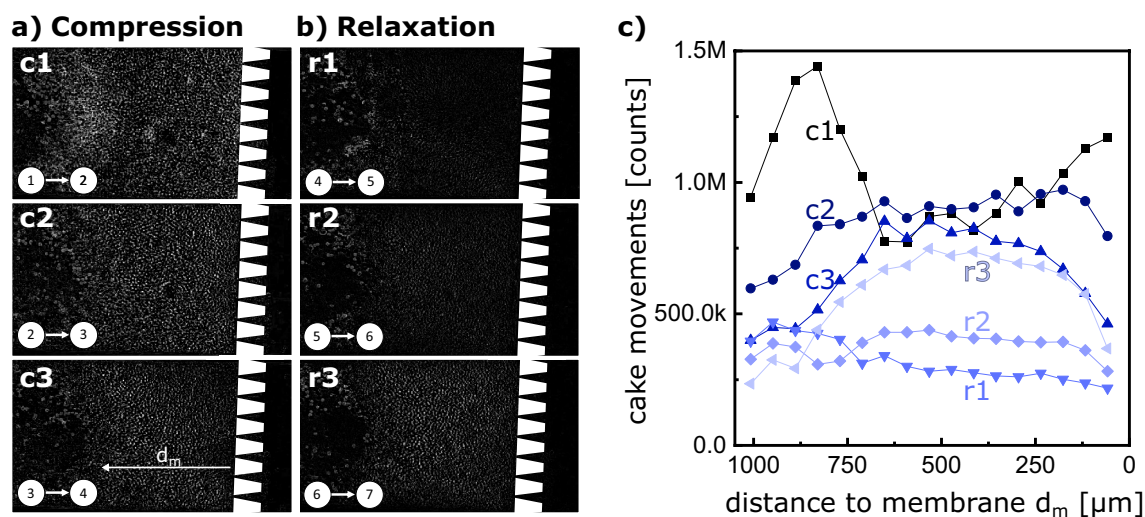 a) Compression
b) Relaxation
c)
c1
1 → 2
c2
2 → 3
c3
dm
3 → 4
r1
4 → 5
r2
5 → 6
r3
6 → 7
cake movements [counts]
1.5M
1.0M
500.0k
0.0
c1
c2
c3
r3
r2
r1
1000 750 500 250 0
distance to membrane dm [µm]